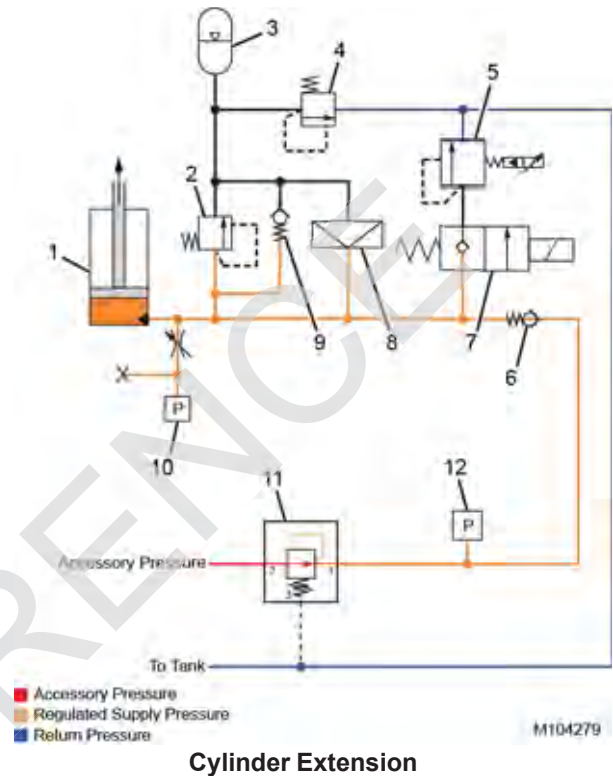 3
4
5
2
1
9
8
7
6
P
10
11
12
P
Accessory Pressure
2
1
3
To Tank
Accessory Pressure
Regulated Supply Pressure
Return Pressure
M104279
Cylinder Extension
RENCE